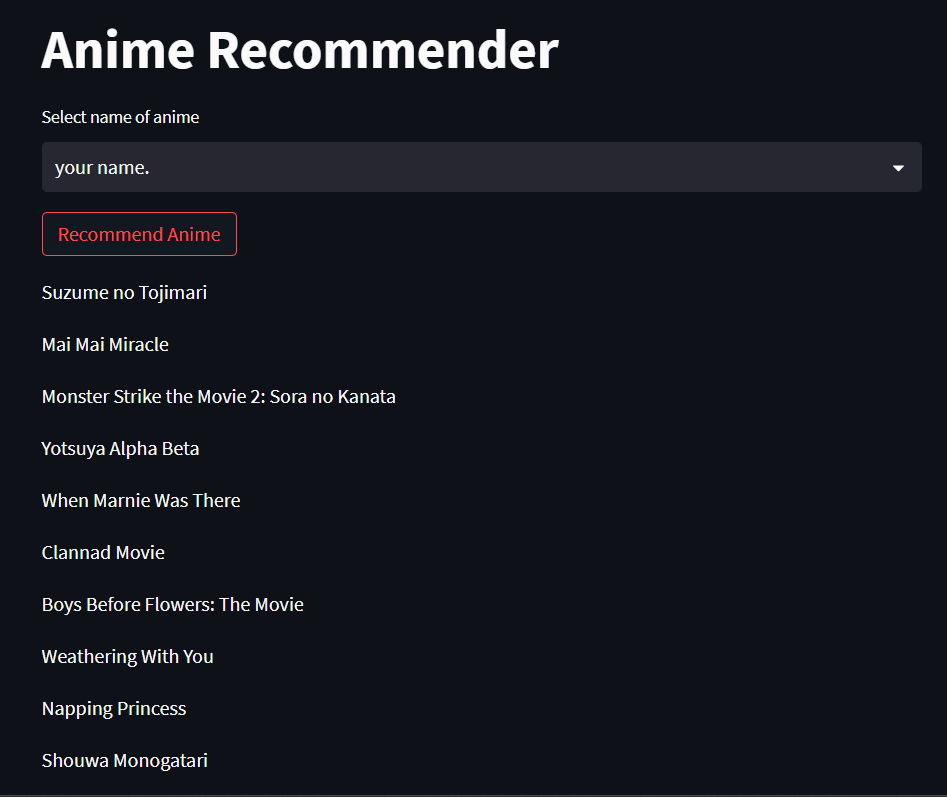 Anime Recommender
Select name of anime
your name.
Recommend Anime
Suzume no Tojimari
Mai Mai Miracle
Monster Strike the Movie 2: Sora no Kanata
Yotsuya Alpha Beta
When Marnie Was There
Clannad Movie
Boys Before Flowers: The Movie
Weathering With You
Napping Princess
Shouwa Monogatari